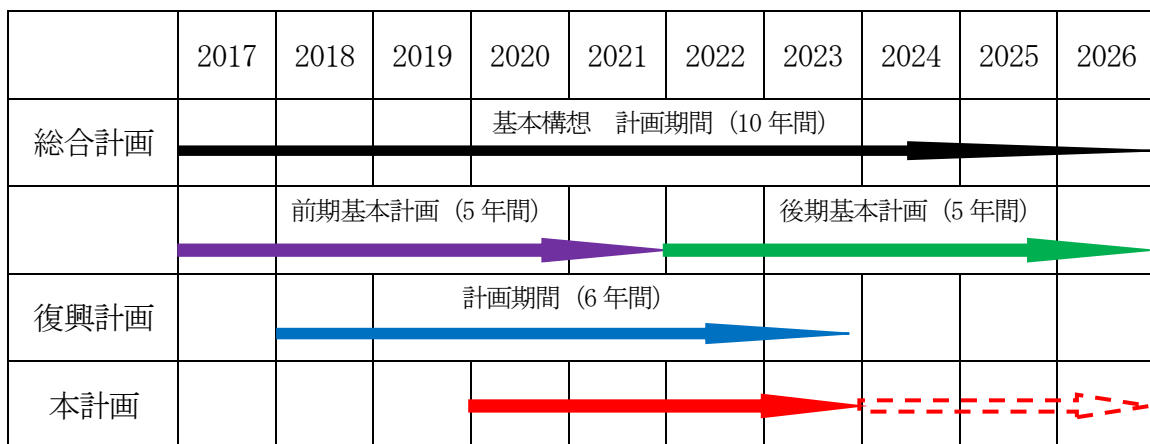 2017 2018 2019 2020 2021 2022 2023 2024 2025 2026
総合計画
基本構想　計画期間（10 年間）
前期基本計画（5 年間） 後期基本計画（5 年間）
復興計画
計画期間（6 年間）
本計画